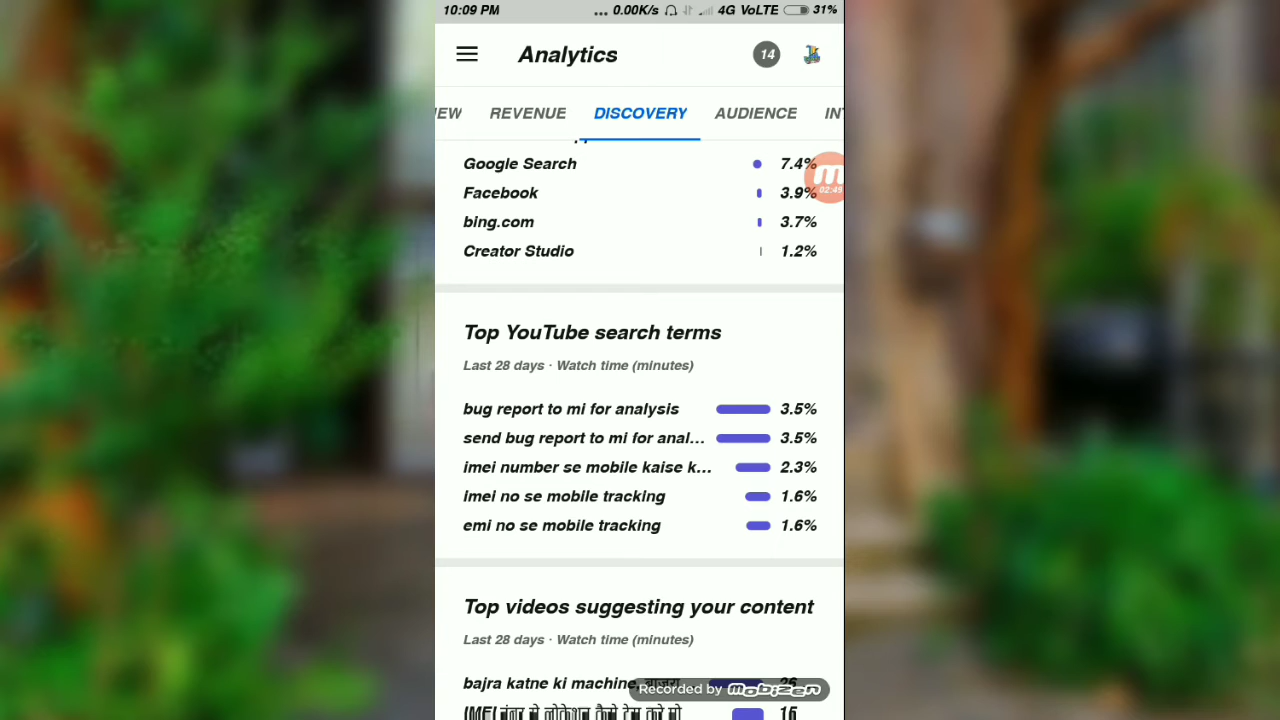 10:09 PM ... 0.00K/s 4G VoLTE 31%
Analytics 14
REVENUE DISCOVERY AUDIENCE
Google Search 7.4%
02:45
Facebook 3.9%
bing.com 3.7%
Creator Studio 1.2%
Top YouTube search terms
Last 28 days · Watch time (minutes)
bug report to mi for analysis 3.5%
send bug report to mi for anal... 3.5%
imei number se mobile kaise k... 2.3%
imei no se mobile tracking 1.6%
emi no se mobile tracking 1.6%
Top videos suggesting your content
Last 28 days · Watch time (minutes)
bajra katne ki machine
Recorded by mobizen